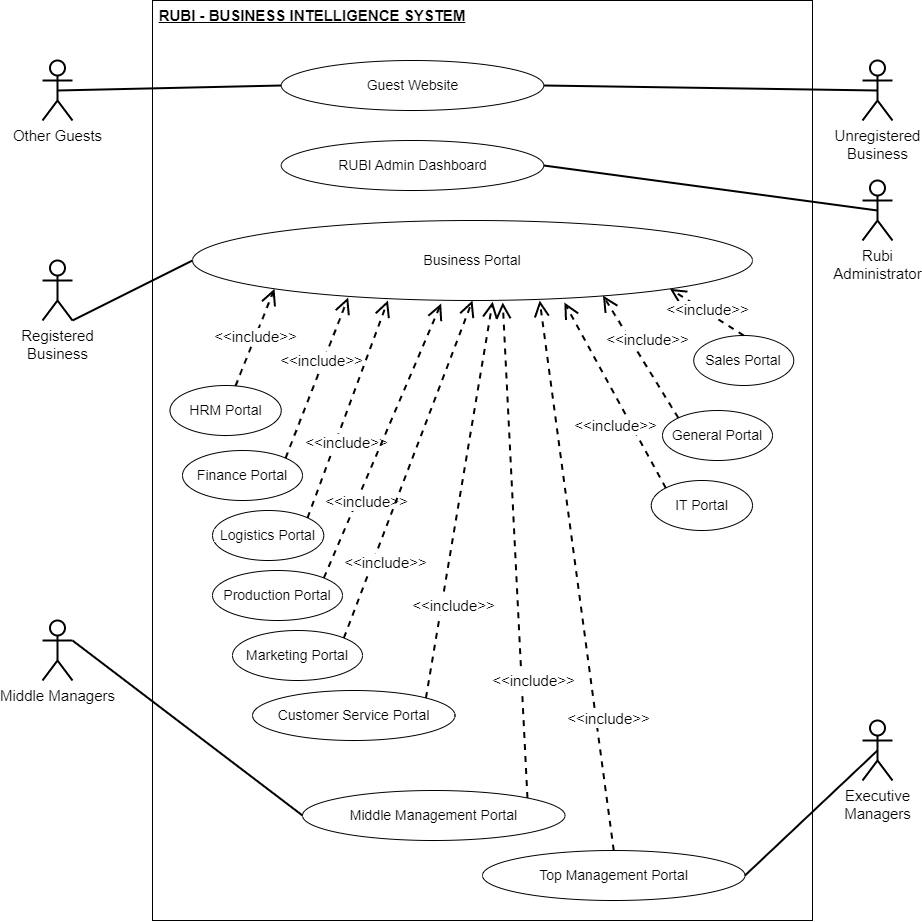 RUBI - BUSINESS INTELLIGENCE SYSTEM
Guest Website
Other Guests
Unregistered
Business
RUBI Admin Dashboard
Rubi
Administrator
Business Portal
Registered
Business
<<include>>
<<include>>
<<include>>
<<include>>
Sales Portal
HRM Portal
<<include>>
<<include>>
General Portal
Finance Portal
<<include>>
IT Portal
Logistics Portal
<<include>>
Production Portal
<<include>>
Marketing Portal
<<include>>
Middle Managers
Customer Service Portal
<<include>>
Executive
Managers
Middle Management Portal
Top Management Portal